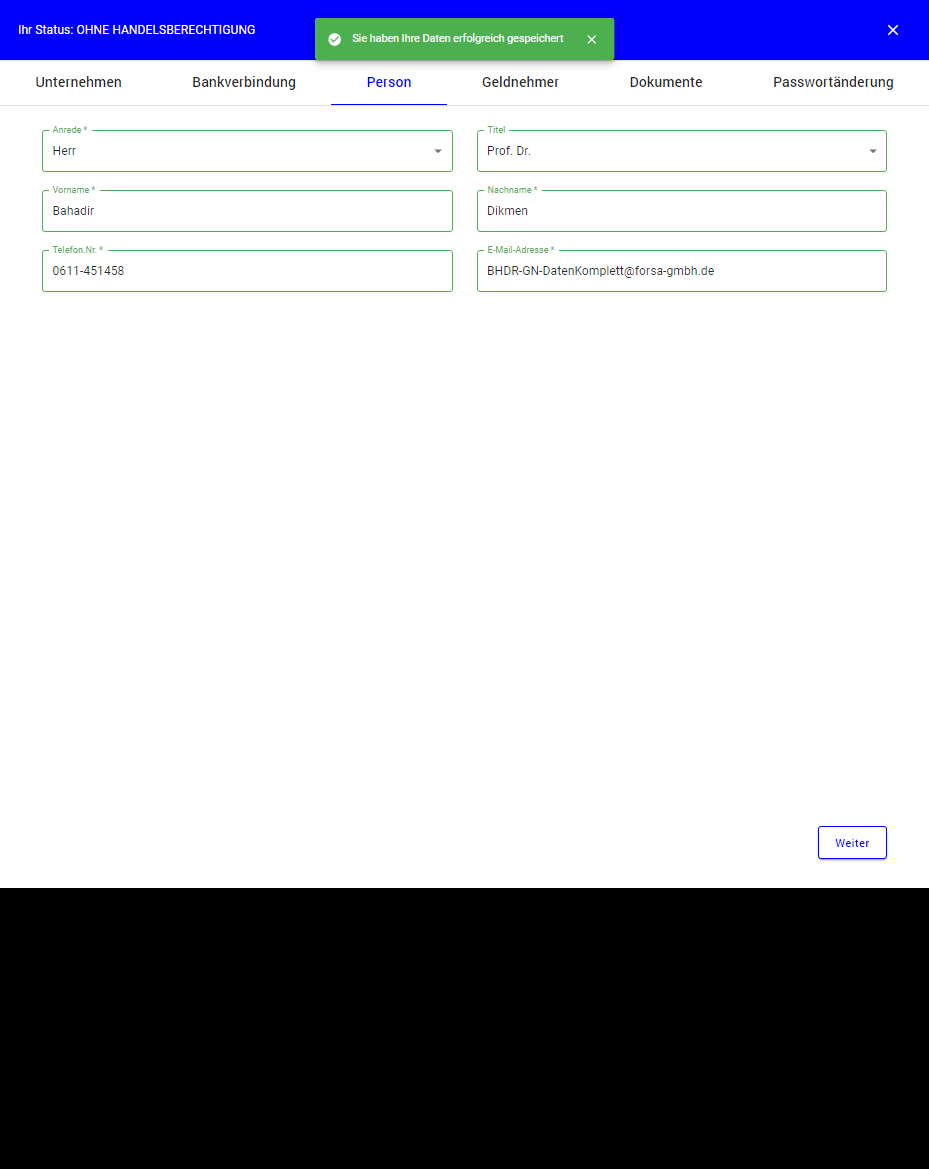 Ihr Status: OHNE HANDELSBERECHTIGUNG
Sie haben Ihre Daten erfolgreich gespeichert
Unternehmen Bankverbindung Person Geldnehmer Dokumente Passwortänderung
Anrede * Titel
Herr Prof. Dr.
Vorname * Nachname *
Bahadir Dikmen
Telefon.Nr. * E-Mail-Adresse *
0611-451458 BHDR-GN-DatenKomplett@forsa-gmbh.de
Weiter